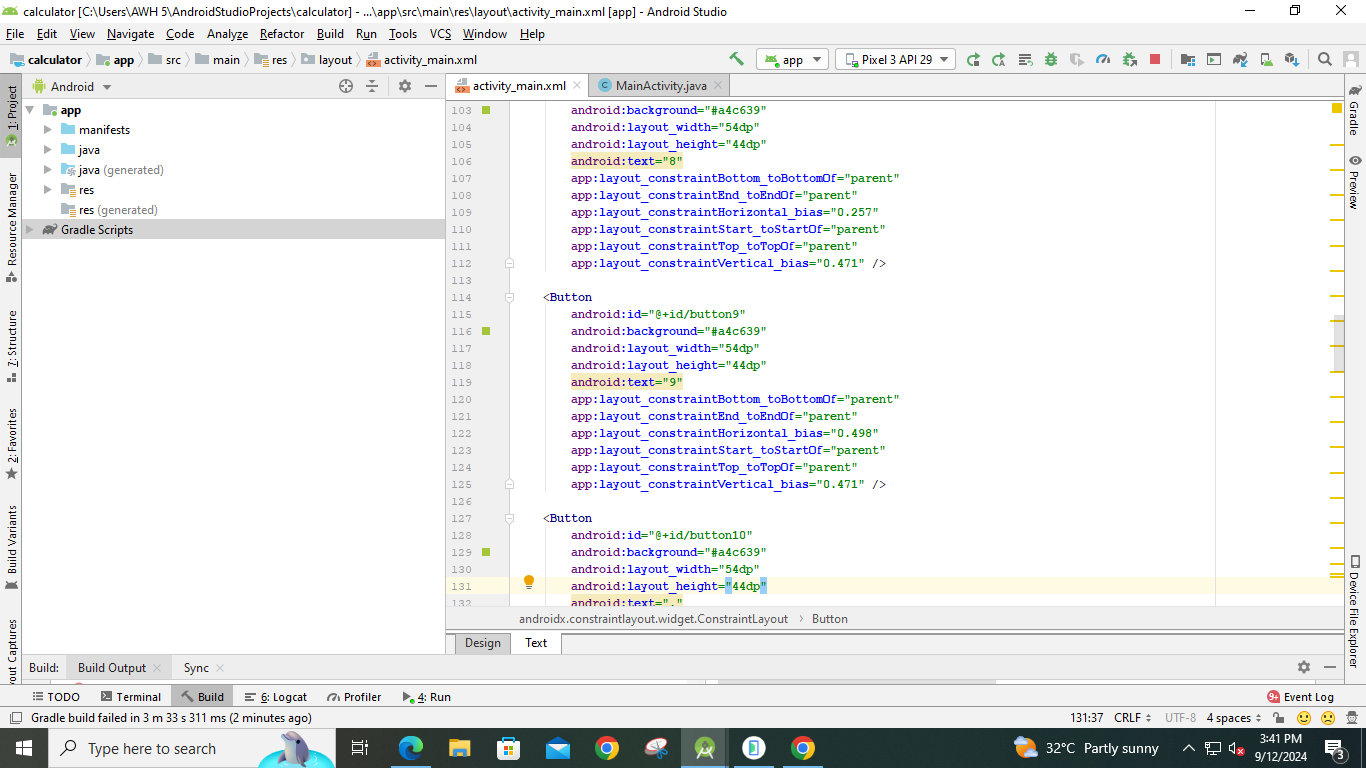 calculator [C:\Users\AWH 5\AndroidStudioProjects\calculator] - ...\app\src\main\res\layout\activity_main.xml [app] - Android Studio
File Edit View Navigate Code Analyze Refactor Build Run Tools VCS Window Help
calculator app src main res layout activity_main.xml app Pixel 3 API 29
Android
activity_main.xml MainActivity.java
1: Project
Resource Manager
7: Structure
2: Favorites
Build Variants
out Captures
app
manifests
java
java (generated)
res
res (generated)
Gradle Scripts
103 android:background="#a4c639"
104 android:layout_width="54dp"
105 android:layout_height="44dp"
106 android:text="8"
107 app:layout_constraintBottom_toBottomOf="parent"
108 app:layout_constraintEnd_toEndOf="parent"
109 app:layout_constraintHorizontal_bias="0.257"
110 app:layout_constraintStart_toStartOf="parent"
111 app:layout_constraintTop_toTopOf="parent"
112 app:layout_constraintVertical_bias="0.471" />
113
114 <Button
115 android:id="@+id/button9"
116 android:background="#a4c639"
117 android:layout_width="54dp"
118 android:layout_height="44dp"
119 android:text="9"
120 app:layout_constraintBottom_toBottomOf="parent"
121 app:layout_constraintEnd_toEndOf="parent"
122 app:layout_constraintHorizontal_bias="0.498"
123 app:layout_constraintStart_toStartOf="parent"
124 app:layout_constraintTop_toTopOf="parent"
125 app:layout_constraintVertical_bias="0.471" />
126
127 <Button
128 android:id="@+id/button10"
129 android:background="#a4c639"
130 android:layout_width="54dp"
131 android:layout_height="44dp"
132 android:text="."
androidx.constraintlayout.widget.ConstraintLayout Button
Design Text
Gradle
Preview
Device File Explorer
Build: Build Output Sync
TODO Terminal Build 6: Logcat Profiler 4: Run 9+ Event Log
Gradle build failed in 3 m 33 s 311 ms (2 minutes ago) 131:37 CRLF UTF-8 4 spaces
Type here to search 32°C Partly sunny 3:41 PM
9/12/2024 3